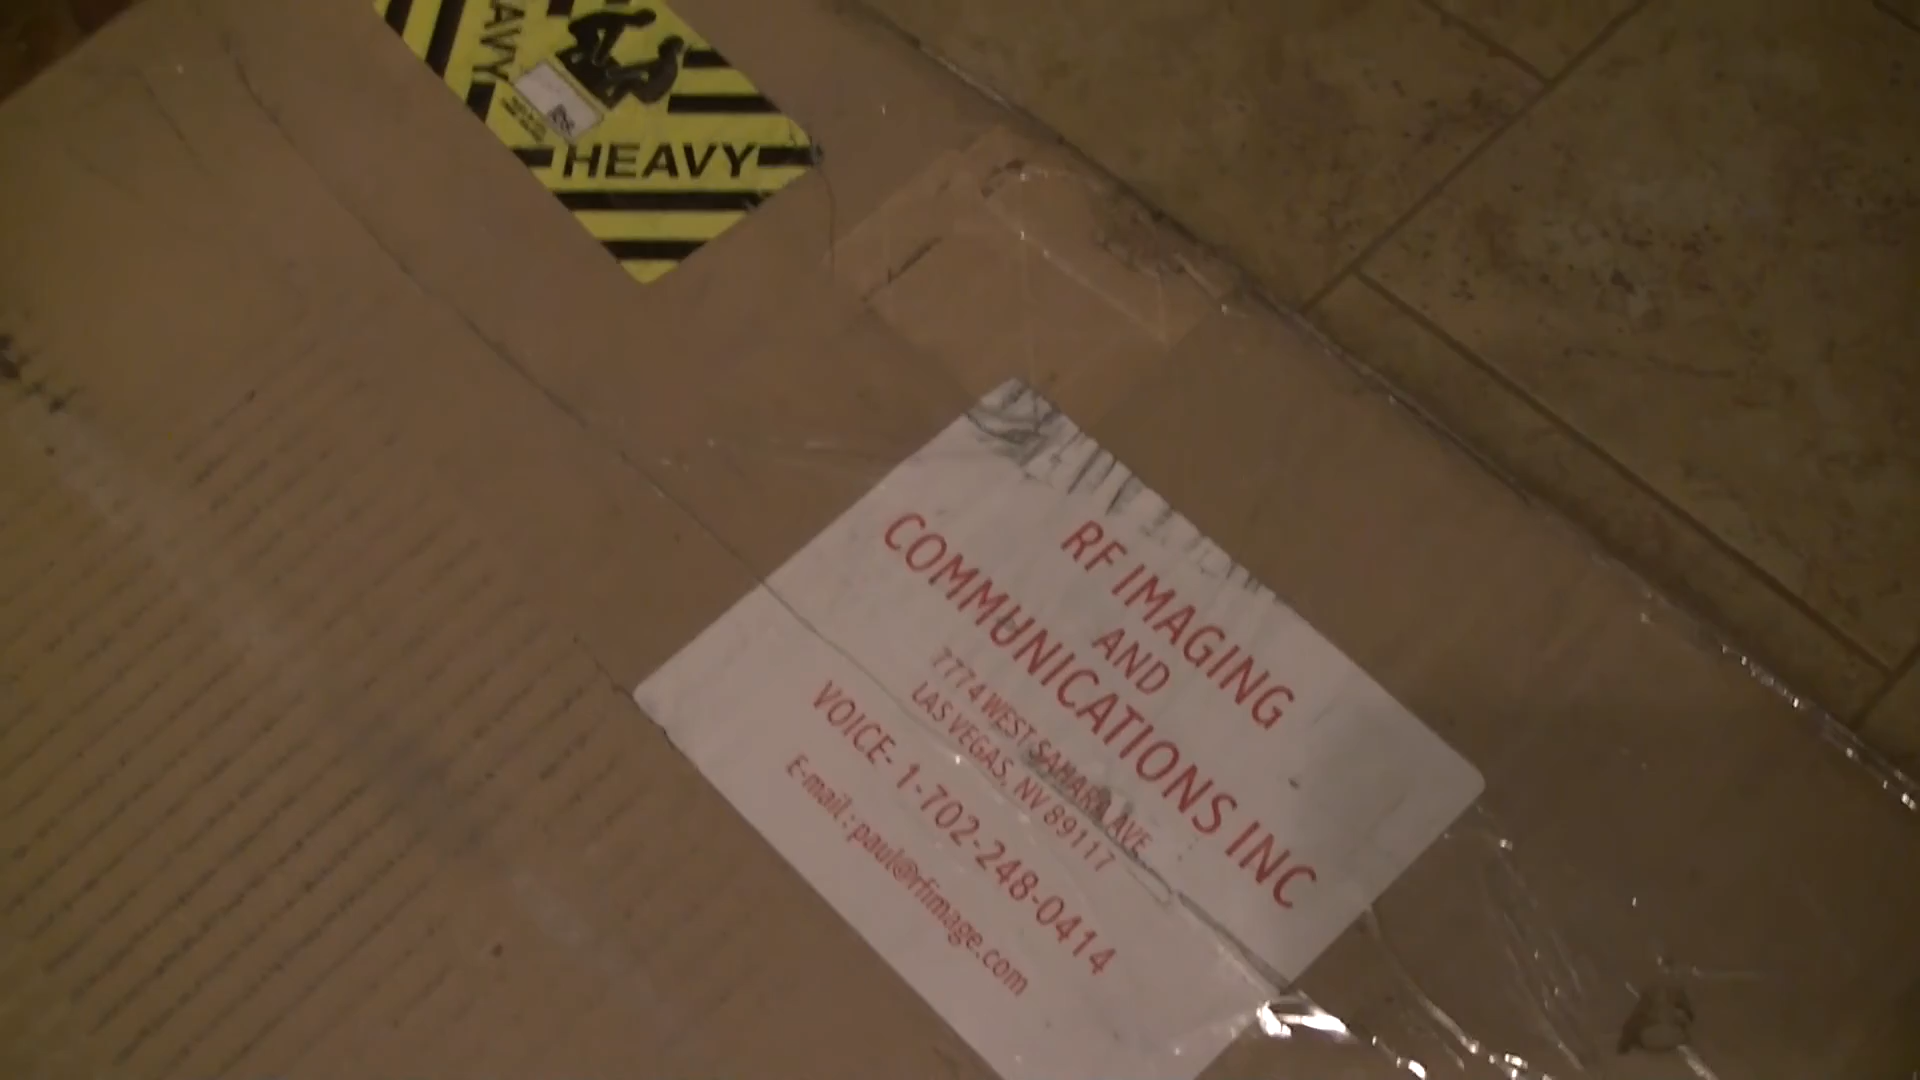 HEAVY
HEAVY
RF IMAGING
AND
COMMUNICATIONS INC
7774 WEST SAHARA AVE
LAS VEGAS, NV 89117
VOICE- 1-702-248-0414
E-mail: paul@rfimage.com